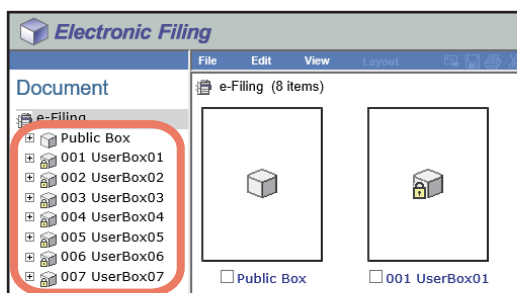 Electronic Filing
File Edit View Layout
Document
e-Filing (8 items)
e-Filing
Public Box
001 UserBox01
002 UserBox02
003 UserBox03
004 UserBox04
005 UserBox05
006 UserBox06
007 UserBox07
Public Box
001 UserBox01